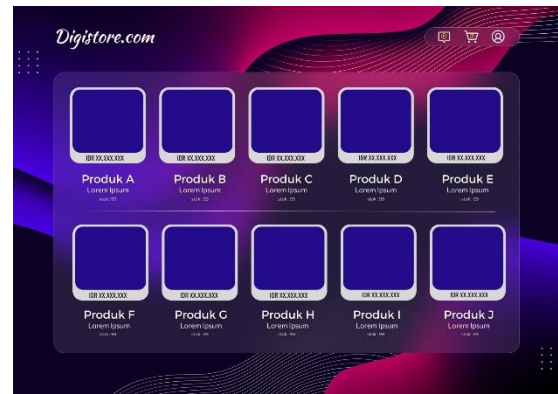 Digistore.com
IDR XX.XXX.XXX IDR XX.XXX.XXX IDR XX.XXX.XXX IDR XX.XXX.XXX IDR XX.XXX.XXX
Produk A Produk B Produk C Produk D Produk E
Lorem Ipsum Lorem Ipsum Lorem Ipsum Lorem Ipsum Lorem Ipsum
IDR XX.XXX.XXX IDR XX.XXX.XXX IDR XX.XXX.XXX IDR XX.XXX.XXX IDR XX.XXX.XXX
Produk F Produk G Produk H Produk I Produk J
Lorem Ipsum Lorem Ipsum Lorem Ipsum Lorem Ipsum Lorem Ipsum